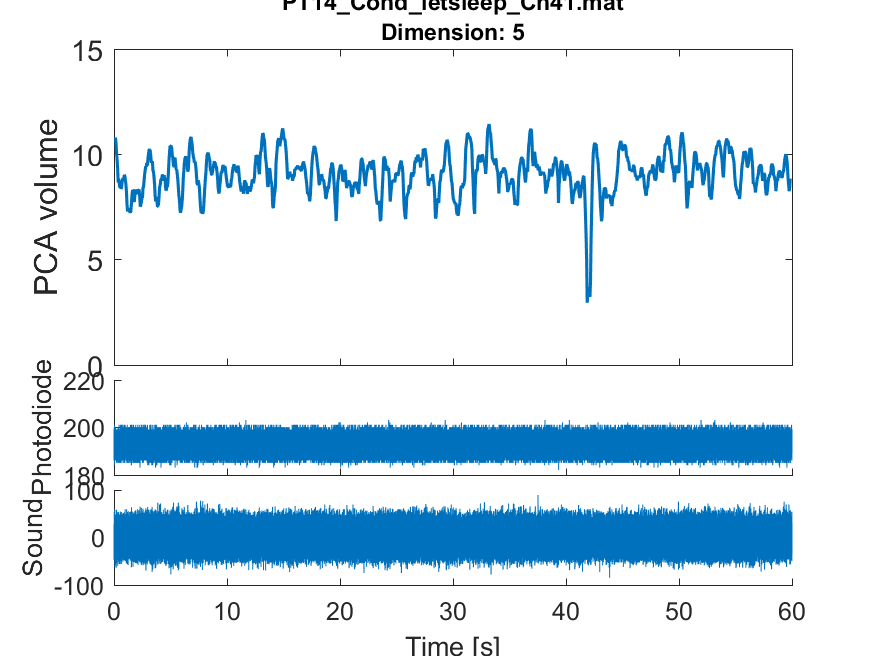 PT14_Cond_letsleep_Ch41.mat
Dimension: 5
15
10
5
0
PCA volume
220
200
180
Photodiode
100
0
-100
Sound
0 10 20 30 40 50 60
Time [s]